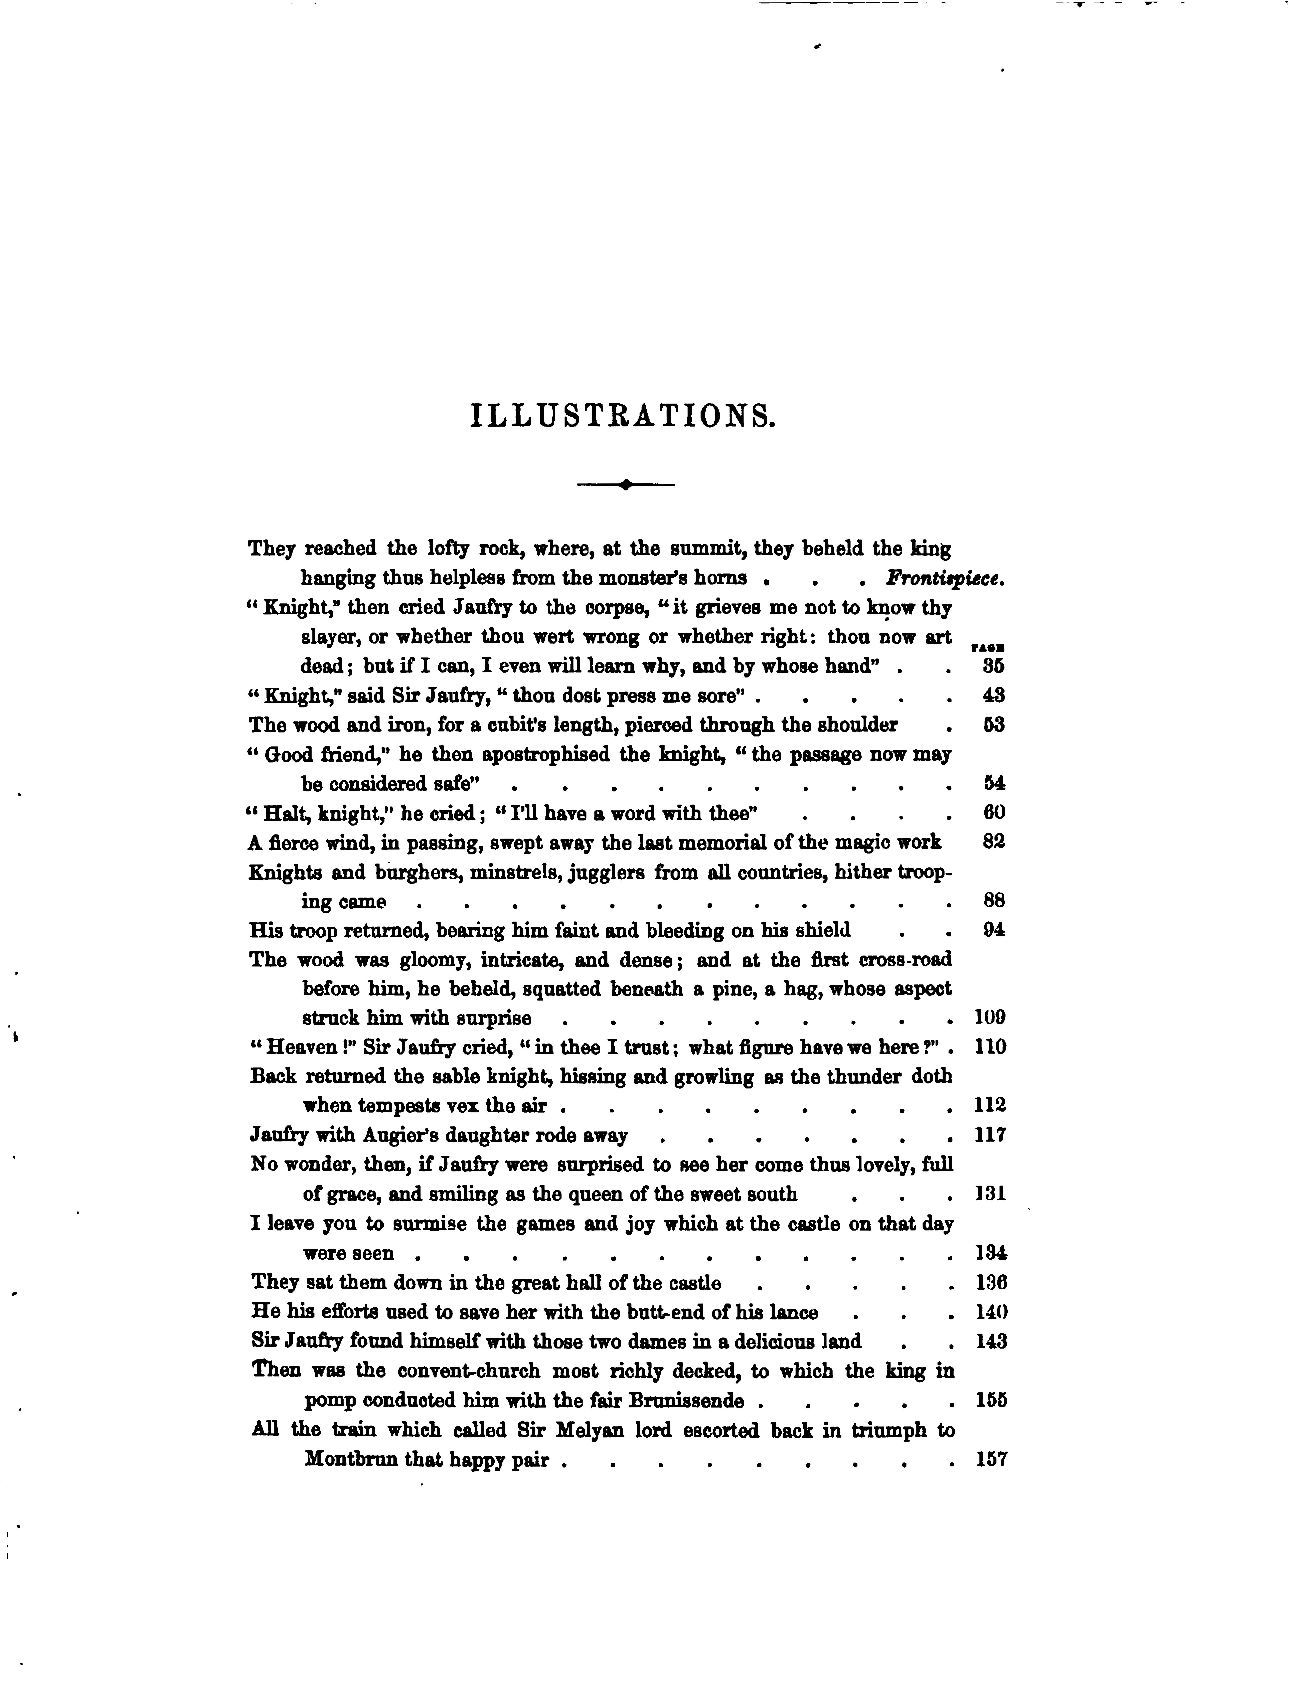 ILLUSTRATIONS.
They reached the lofty rock, where, at the summit, they beheld the king
hanging thus helpless from the monster's horns . . . Frontispiece.
"Knight," then cried Jaufry to the corpse, "it grieves me not to know thy
slayer, or whether thou wert wrong or whether right: thou now art
PAGE
dead; but if I can, I even will learn why, and by whose hand" . . 35
"Knight," said Sir Jaufry, "thou dost press me sore" . . . . . 43
The wood and iron, for a cubit's length, pierced through the shoulder . 53
"Good friend," he then apostrophised the knight, "the passage now may
be considered safe" . . . . . . . . . . 54
"Halt, knight," he cried; "I'll have a word with thee" . . . . 60
A fierce wind, in passing, swept away the last memorial of the magic work 82
Knights and burghers, minstrels, jugglers from all countries, hither troop-
ing came . . . . . . . . . . . . 88
His troop returned, bearing him faint and bleeding on his shield . . 94
The wood was gloomy, intricate, and dense; and at the first cross-road
before him, he beheld, squatted beneath a pine, a hag, whose aspect
struck him with surprise . . . . . . . . . 109
"Heaven!" Sir Jaufry cried, "in thee I trust; what figure have we here?" . 110
Back returned the sable knight, hissing and growling as the thunder doth
when tempests vex the air . . . . . . . . . 112
Jaufry with Augier's daughter rode away . . . . . . . 117
No wonder, then, if Jaufry were surprised to see her come thus lovely, full
of grace, and smiling as the queen of the sweet south . . . 131
I leave you to surmise the games and joy which at the castle on that day
were seen . . . . . . . . . . . . 134
They sat them down in the great hall of the castle . . . . . 136
He his efforts used to save her with the butt-end of his lance . . . 140
Sir Jaufry found himself with those two dames in a delicious land . . 143
Then was the convent-church most richly decked, to which the king in
pomp conducted him with the fair Brunissende . . . . . 155
All the train which called Sir Melyan lord escorted back in triumph to
Montbrun that happy pair . . . . . . . . . 157